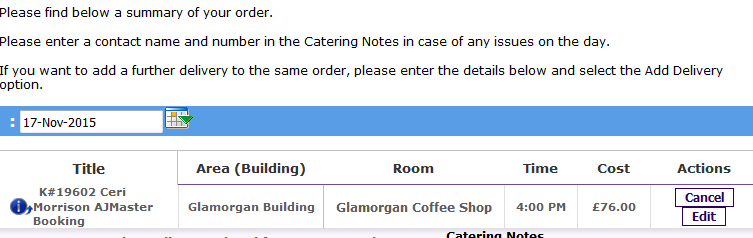 Please find below a summary of your order.
Please enter a contact name and number in the Catering Notes in case of any issues on the day.
If you want to add a further delivery to the same order, please enter the details below and select the Add Delivery
option.
: 17-Nov-2015
Title Area (Building) Room Time Cost Actions
K#19602 Ceri
Morrison AJMaster
Booking
Glamorgan Building Glamorgan Coffee Shop 4:00 PM £76.00
Cancel
Edit
Catering Notes